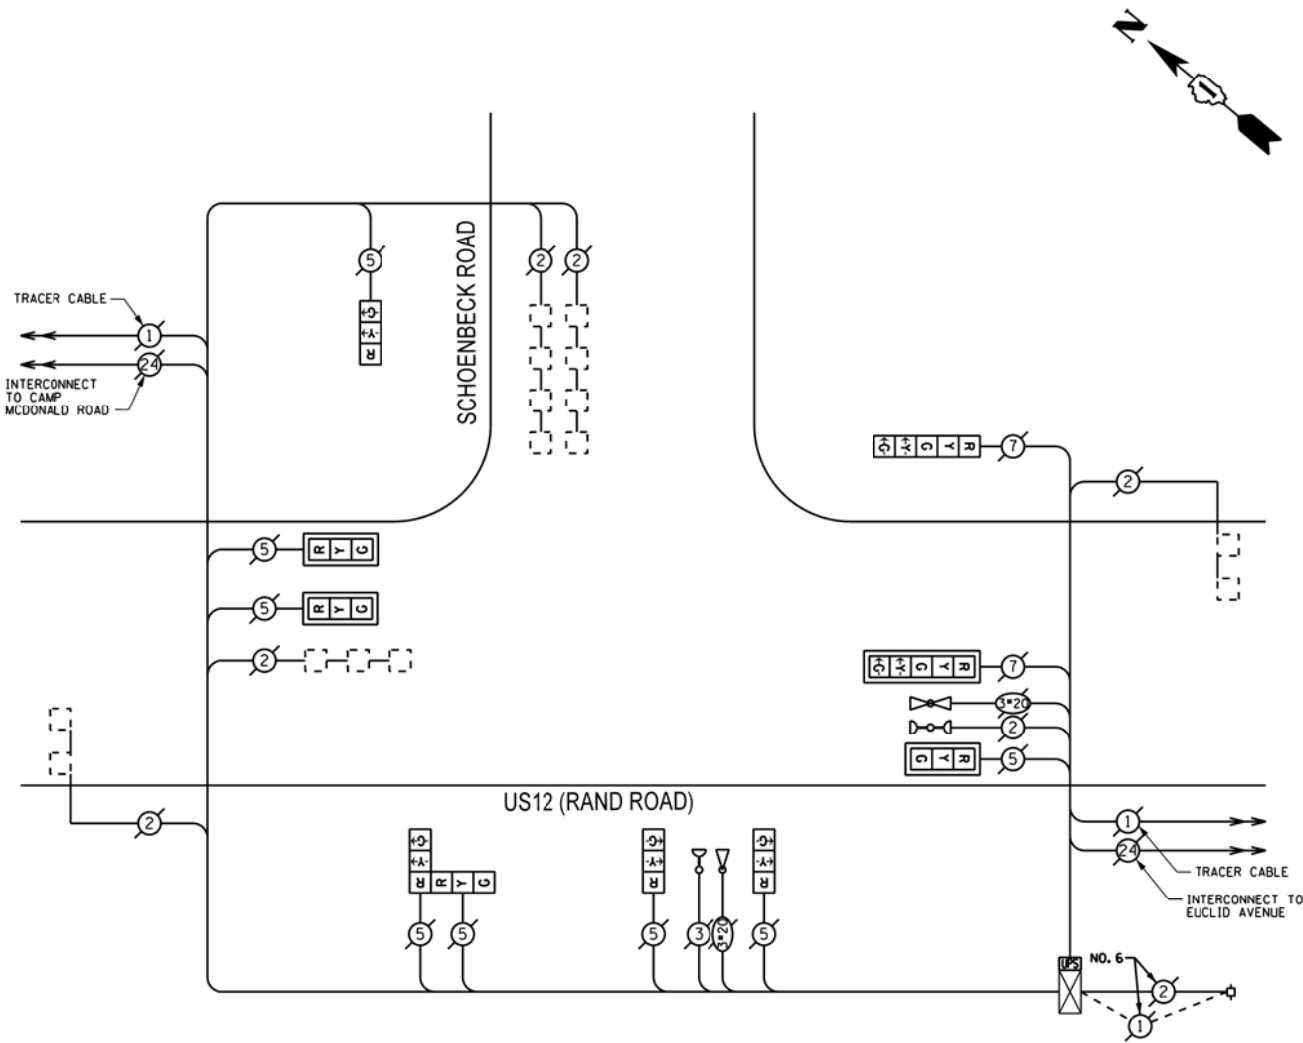 N
5
2
2
SCHOENBECK ROAD
TRACER CABLE
1
24
INTERCONNECT
TO CAMP
MCDONALD ROAD
R
←Y-
←G-
←G-
←Y-
G
Y
R
7
2
5
R Y G
5
R Y G
2
←G-
←Y-
G
Y
R
7
3#20
2
G
Y
R
5
2
US12 (RAND ROAD)
1
24
TRACER CABLE
INTERCONNECT TO
EUCLID AVENUE
←G-
←Y-
R
R Y G
-G→
-Y→
R
-G→
-Y→
R
5
5
5
3
3#20
5
UPS
NO. 6
2
1